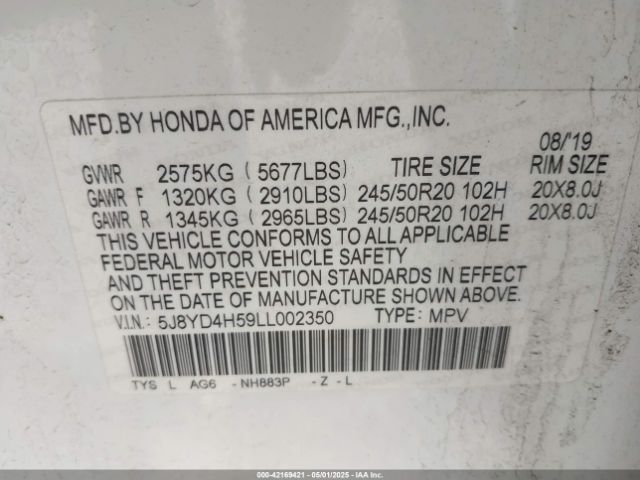 MFD.BY HONDA OF AMERICA MFG.,INC.
08/'19
GVWR 2575KG ( 5677LBS) TIRE SIZE RIM SIZE
GAWR F 1320KG ( 2910LBS) 245/50R20 102H 20X8.0J
GAWR R 1345KG ( 2965LBS) 245/50R20 102H 20X8.0J
THIS VEHICLE CONFORMS TO ALL APPLICABLE
FEDERAL MOTOR VEHICLE SAFETY
AND THEFT PREVENTION STANDARDS IN EFFECT
ON THE DATE OF MANUFACTURE SHOWN ABOVE.
V.I.N.: 5J8YD4H59LL002350 TYPE: MPV
TYS L AG6 -NH883P -Z-L
000-42169421 - 05/01/2025 - IAAI.COM